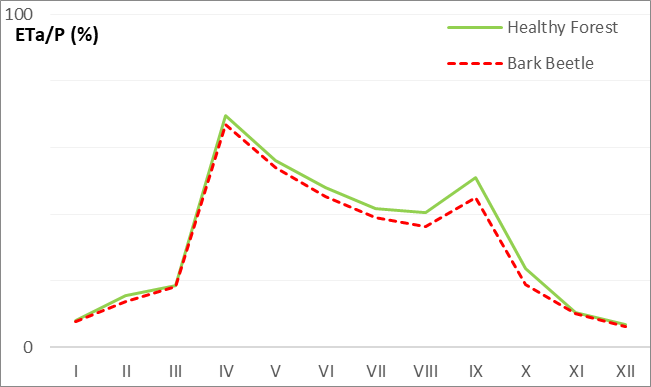 100
ETa/P (%)
Healthy Forest
Bark Beetle
0
I II III IV V VI VII VIII IX X XI XII